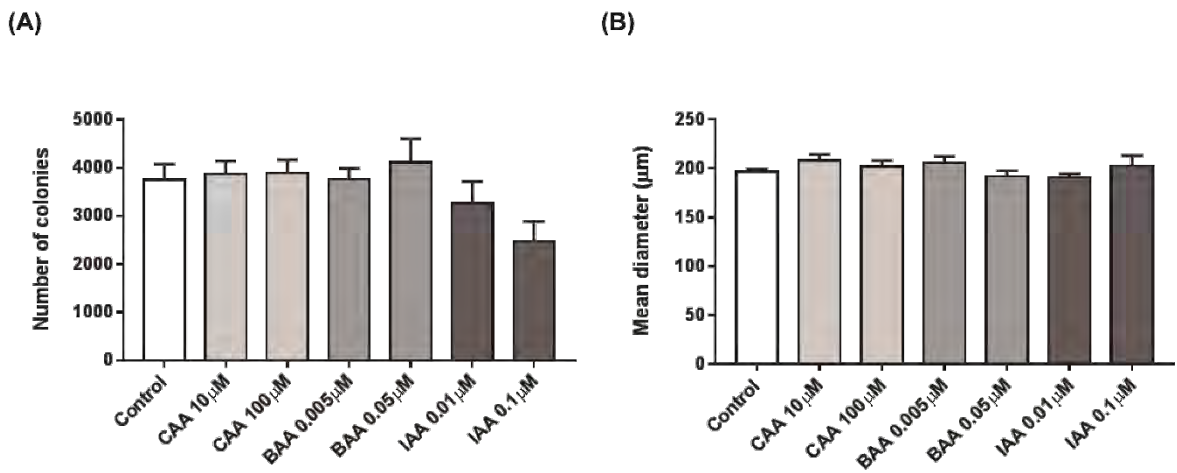 (A)
(B)
Number of colonies
5000
4000
3000
2000
1000
0
Control
CAA 10µM
CAA 100µM
BAA 0.005µM
BAA 0.05µM
IAA 0.01µM
IAA 0.1µM
Mean diameter (µm)
250
200
150
100
50
0
Control
CAA 10µM
CAA 100µM
BAA 0.005µM
BAA 0.05µM
IAA 0.01µM
IAA 0.1µM